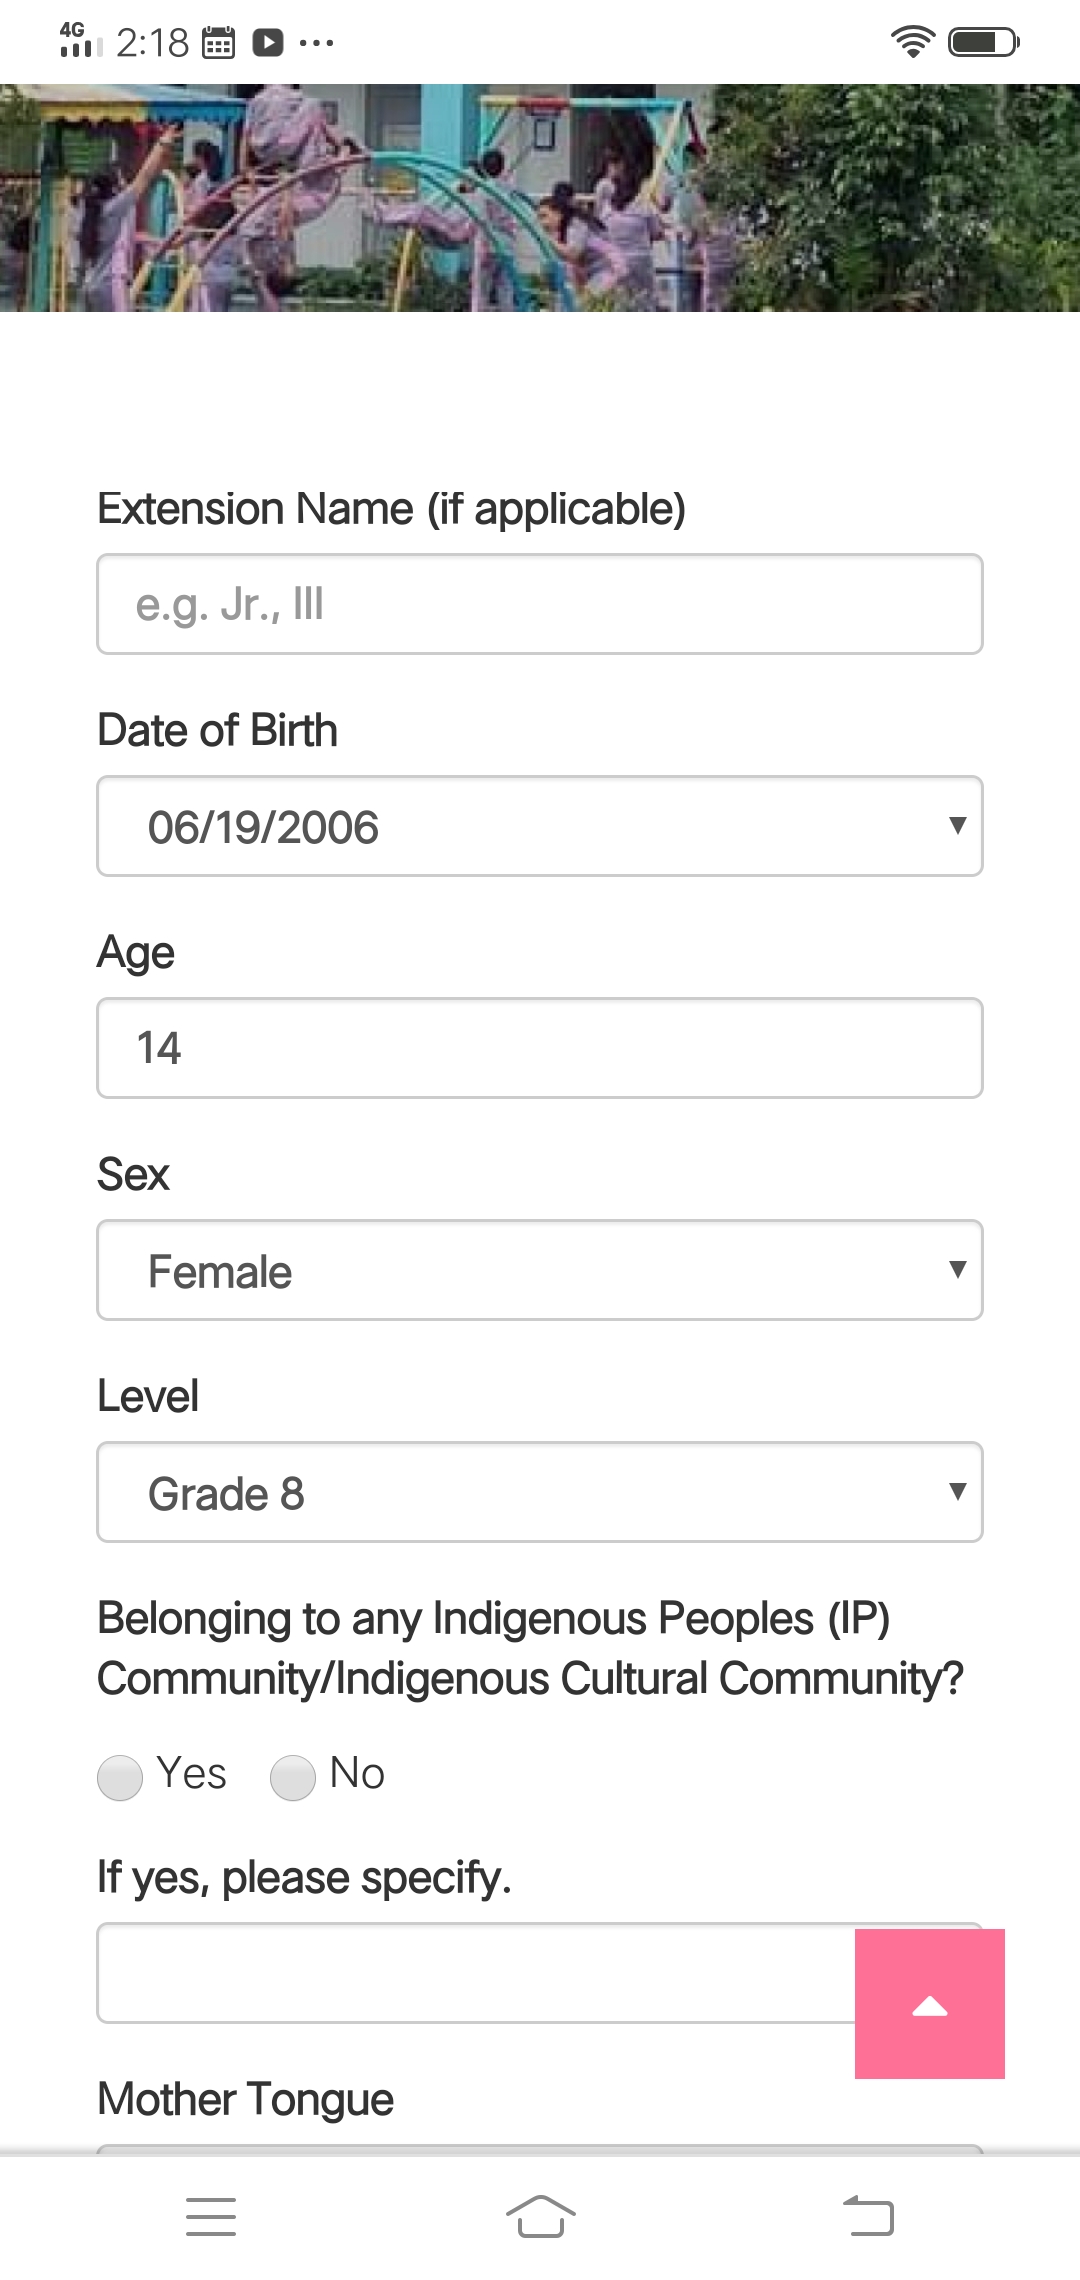 4G 2:18
Extension Name (if applicable)
e.g. Jr., III
Date of Birth
06/19/2006
Age
14
Sex
Female
Level
Grade 8
Belonging to any Indigenous Peoples (IP)
Community/Indigenous Cultural Community?
Yes No
If yes, please specify.
Mother Tongue